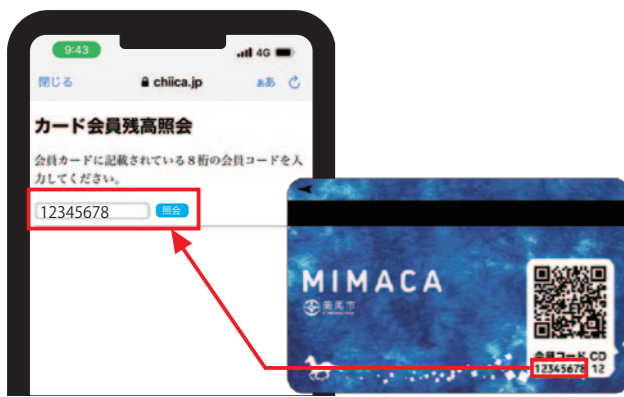 9:43
4G
閉じる
chiica.jp
ぁあ
カード会員残高照会
会員カードに記載されている8桁の会員コードを入
力してください。
12345678
照会
MIMACA
美馬市
会員コード CD
12345678 12